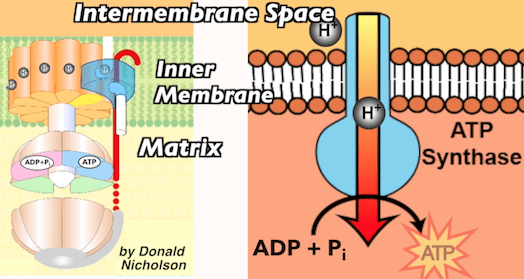 Intermembrane Space
H+
H+
H+
H+
H+
Inner
Membrane
Matrix
ADP+Pi
ATP
by Donald
Nicholson
H+
ATP
Synthase
ADP + Pi
ATP